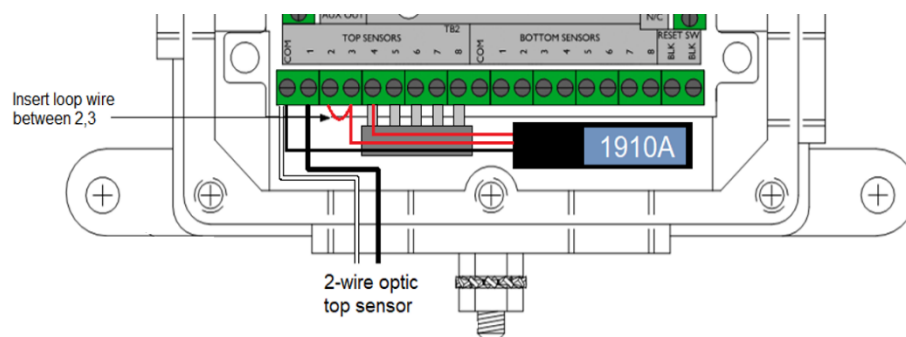 AUX OUT
N/C
TOP SENSORS
TB2
BOTTOM SENSORS
RESET SW
COM 1 2 3 4 5 6 7 8 COM 1 2 3 4 5 6 7 8 BLK BLK
Insert loop wire
between 2,3
1910A
2-wire optic
top sensor